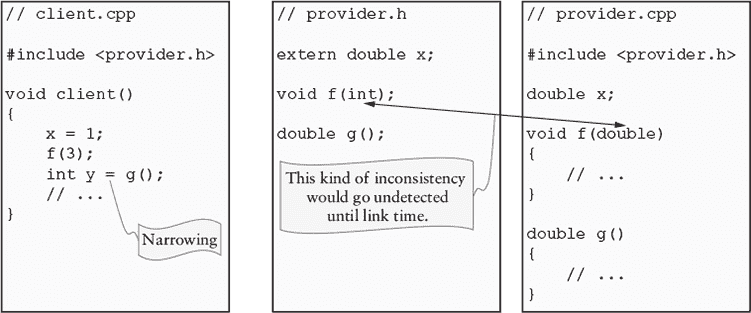 // client.cpp
#include <provider.h>
void client()
{
    x = 1;
    f(3);
    int y = g();
    // ...
}
Narrowing
// provider.h
extern double x;
void f(int);
double g();
This kind of inconsistency
would go undetected
until link time.
// provider.cpp
#include <provider.h>
double x;
void f(double)
{
    // ...
}
double g()
{
    // ...
}